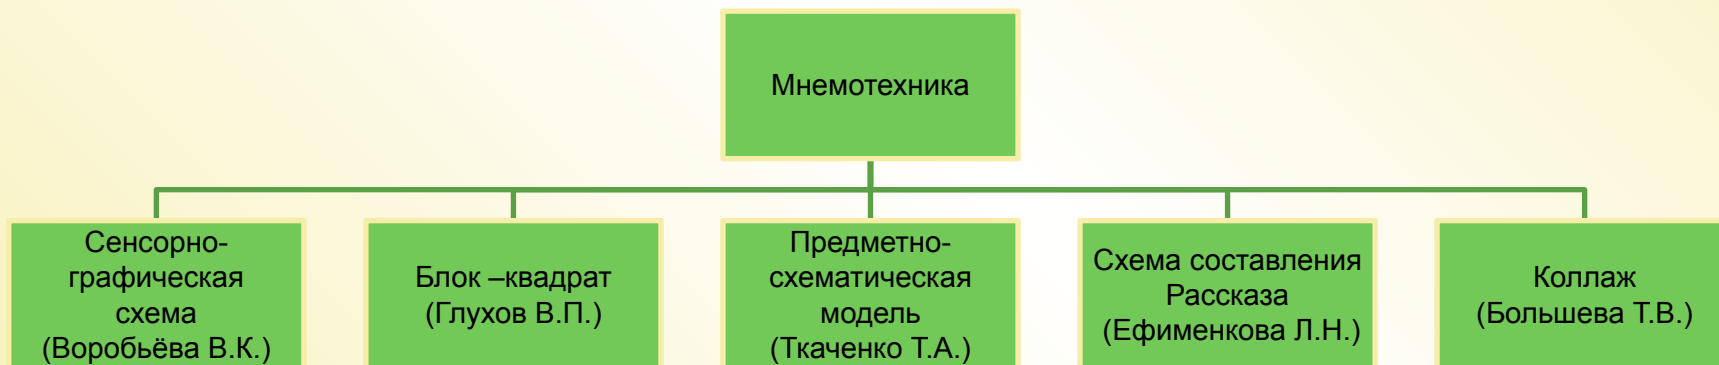 Мнемотехника
Сенсорно-
графическая
схема
(Воробьёва В.К.)
Блок –квадрат
(Глухов В.П.)
Предметно-
схематическая
модель
(Ткаченко Т.А.)
Схема составления
Рассказа
(Ефименкова Л.Н.)
Коллаж
(Большева Т.В.)